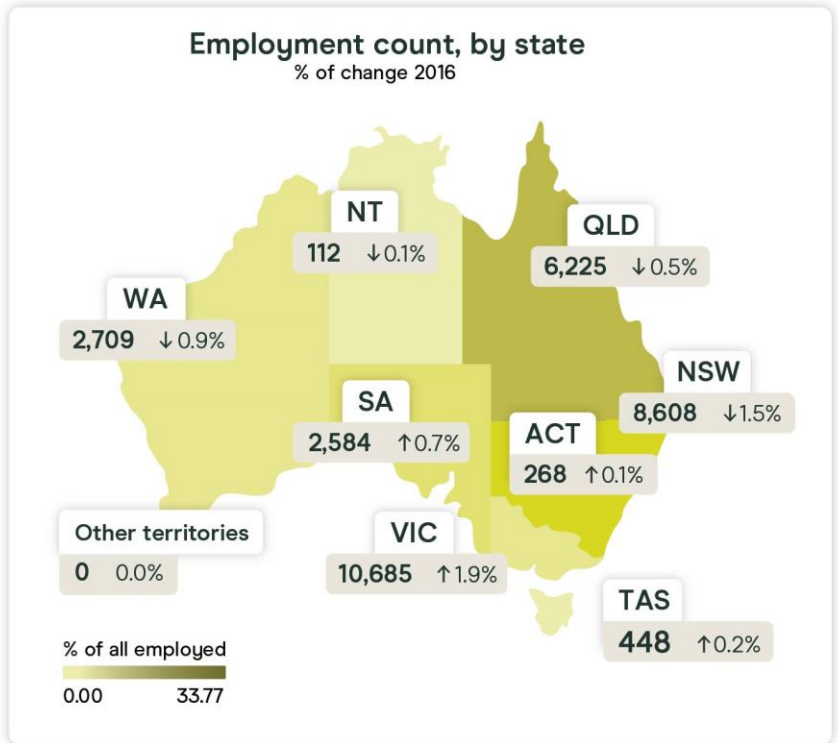 Employment count, by state
% of change 2016
NT
112 ↓0.1%
QLD
6,225 ↓0.5%
WA
2,709 ↓0.9%
NSW
8,608 ↓1.5%
SA
2,584 ↑0.7%
ACT
268 ↑0.1%
Other territories
0 0.0%
VIC
10,685 ↑1.9%
TAS
448 ↑0.2%
% of all employed
0.00 33.77